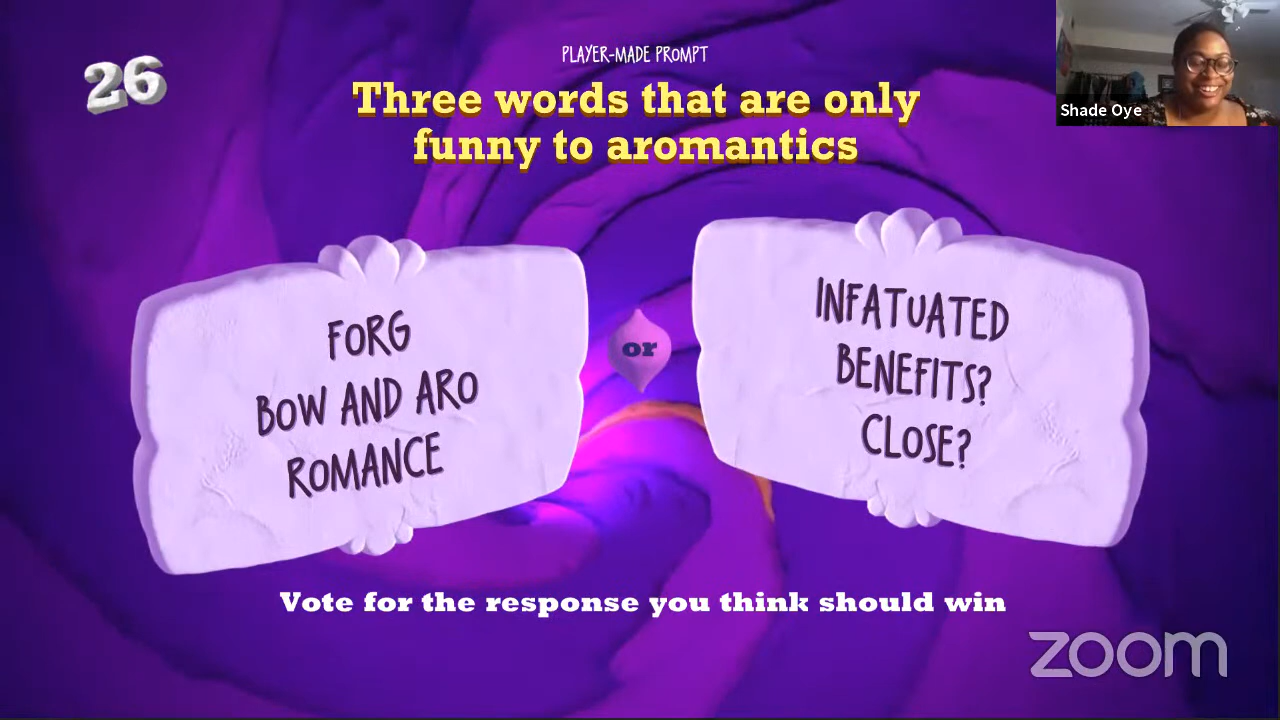 26
PLAYER-MADE PROMPT
Three words that are only
funny to aromantics
Shade Oye
FORG
BOW AND ARO
ROMANCE
or
INFATUATED
BENEFITS?
CLOSE?
Vote for the response you think should win
zoom